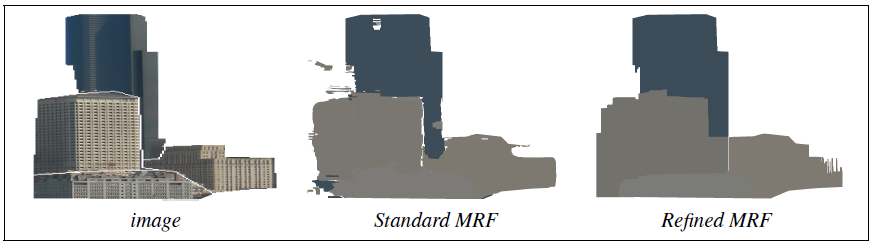 image
Standard MRF
Refined MRF